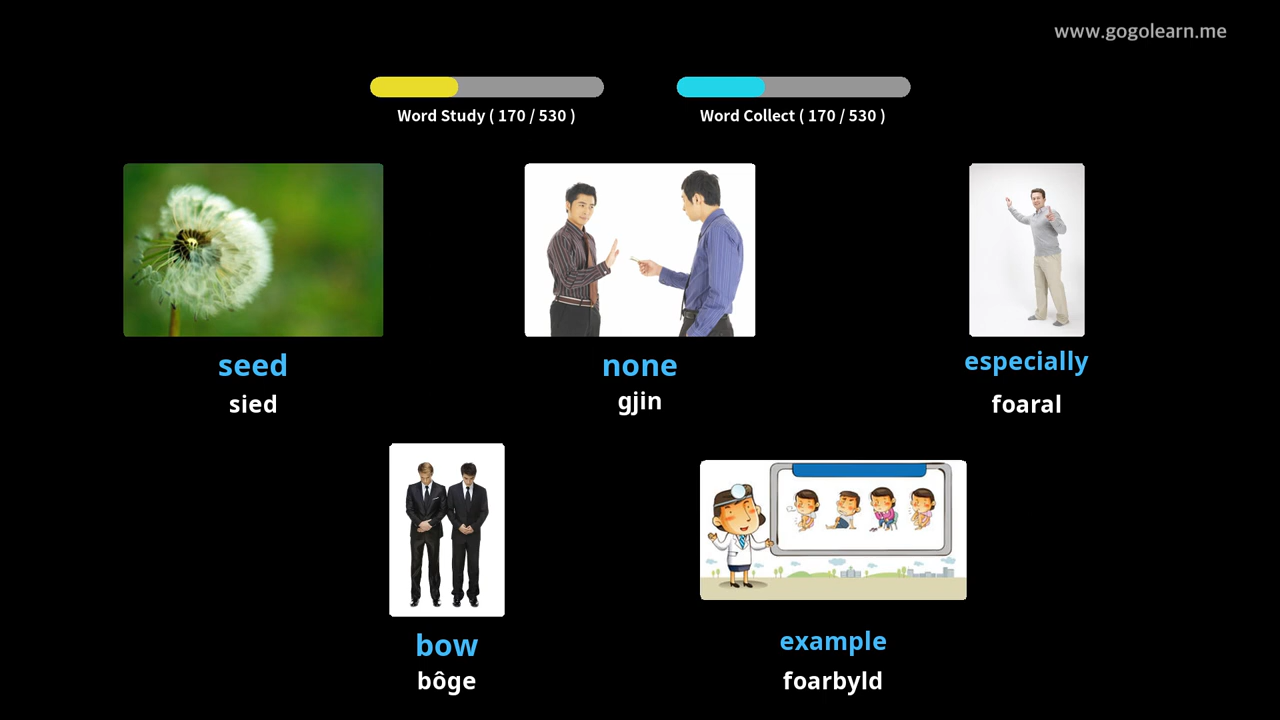 www.gogolearn.me
Word Study ( 170 / 530 )
Word Collect ( 170 / 530 )
seed
sied
none
gjin
especially
foaral
bow
bôge
example
foarbyld